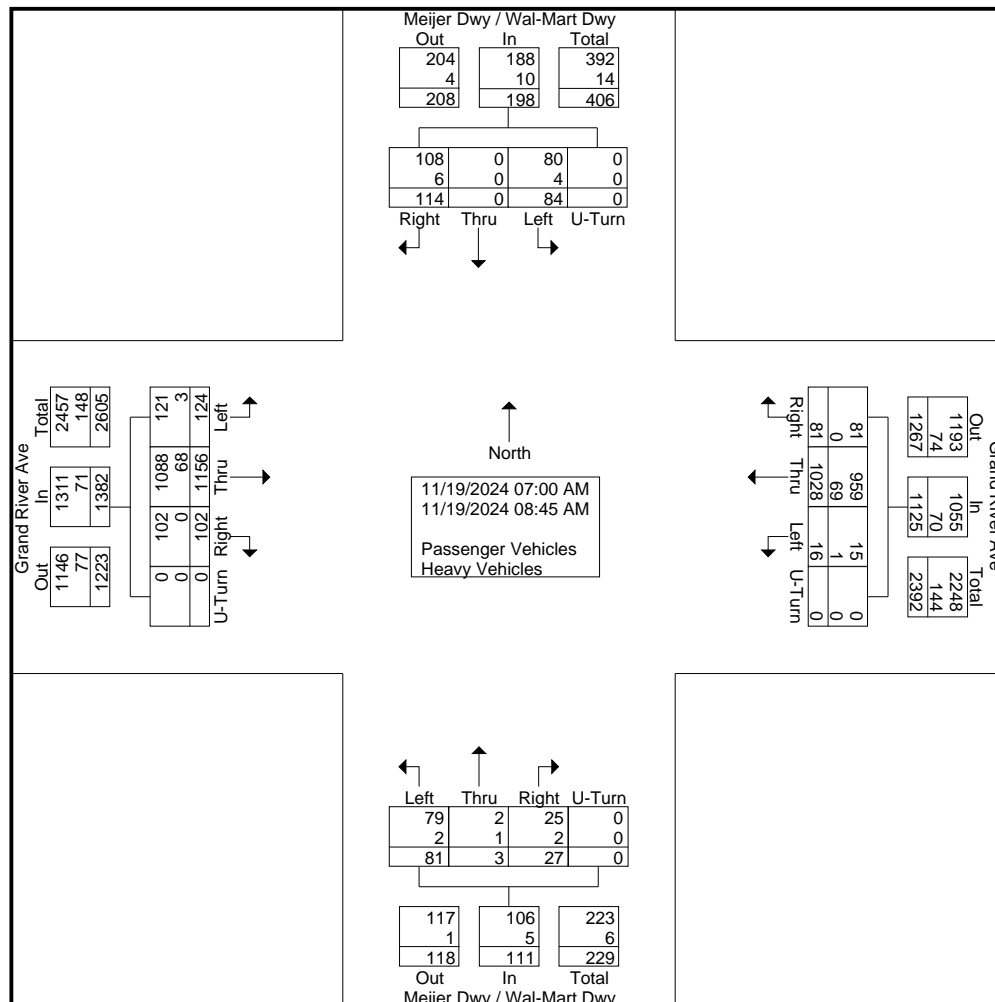 Meijer Dwy / Wal-Mart Dwy
Out In Total
204 188 392
4 10 14
208 198 406
108 0 80 0
6 0 4 0
114 0 84 0
Right Thru Left U-Turn
Grand River Ave
Total In Out
2457 1311 1146
148 71 77
2605 1382 1223
121 1088 102 0
3 68 0 0
124 1156 102 0
Left Thru Right U-Turn
North
11/19/2024 07:00 AM
11/19/2024 08:45 AM
Passenger Vehicles
Heavy Vehicles
Right Thru Left U-Turn
81 1028 16 0
0 69 1 0
81 959 15 0
Out In Total
1193 1055 2248
74 70 144
1267 1125 2392
Grand River Ave
Left Thru Right U-Turn
79 2 25 0
2 1 2 0
81 3 27 0
117 106 223
1 5 6
118 111 229
Out In Total
Meijer Dwy / Wal-Mart Dwy